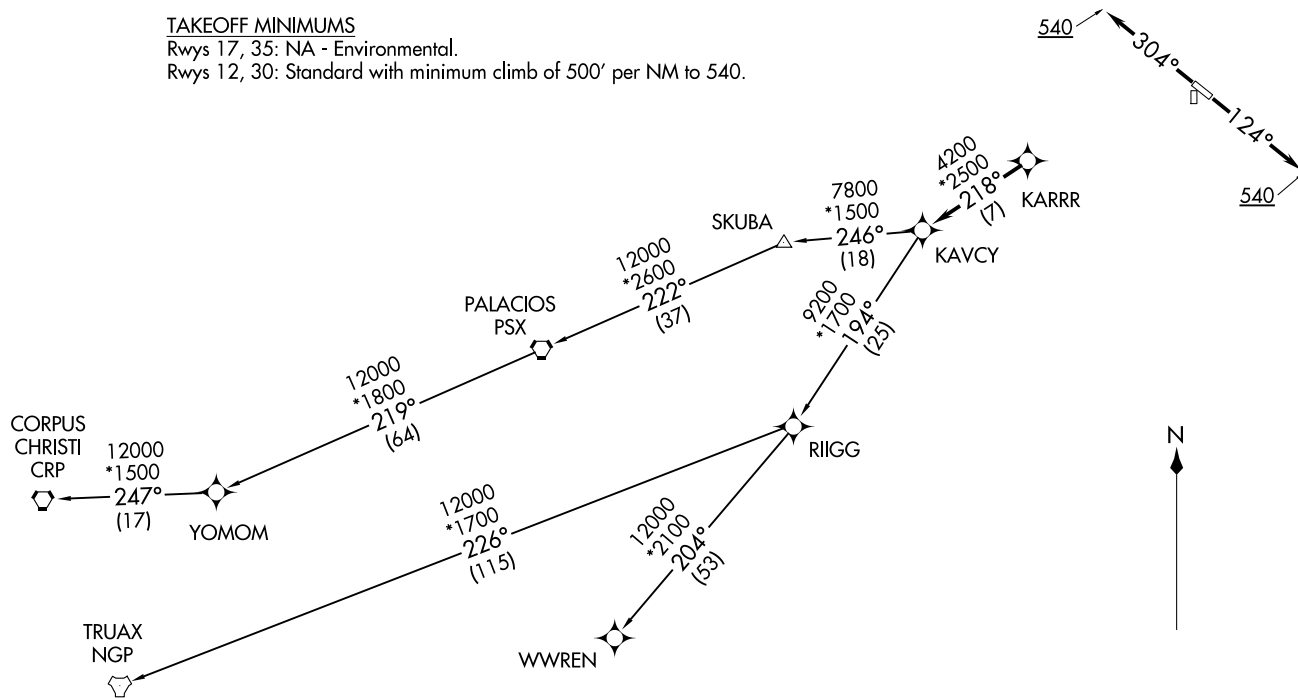 TAKEOFF MINIMUMS
Rwys 17, 35: NA - Environmental.
Rwys 12, 30: Standard with minimum climb of 500' per NM to 540.
540
304°
124°
540
4200
*2500
218°
(7)
KARRR
7800
*1500
246°
(18)
SKUBA
KAVCY
12000
*2600
222°
(37)
PALACIOS
PSX
9200
*1700
194°
(25)
12000
*1800
219°
(64)
CORPUS
CHRISTI
CRP
12000
*1500
247°
(17)
YOMOM
RIIGG
N
12000
*1700
226°
(115)
12000
*2100
204°
(53)
TRUAX
NGP
WWREN